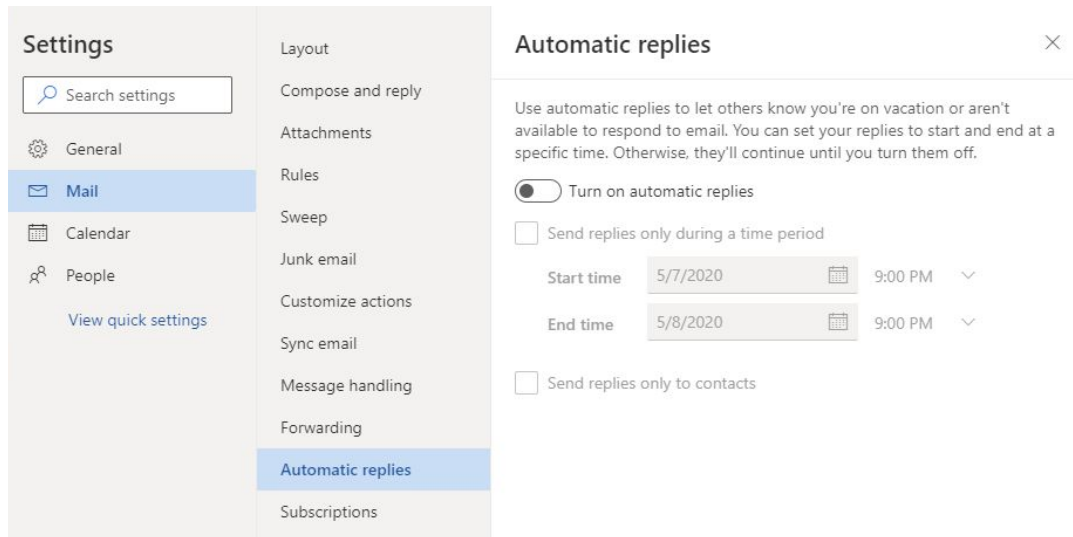 Settings
Search settings
General
Mail
Calendar
People
View quick settings
Layout
Compose and reply
Attachments
Rules
Sweep
Junk email
Customize actions
Sync email
Message handling
Forwarding
Automatic replies
Subscriptions
Automatic replies
Use automatic replies to let others know you're on vacation or aren't
available to respond to email. You can set your replies to start and end at a
specific time. Otherwise, they'll continue until you turn them off.
Turn on automatic replies
Send replies only during a time period
Start time 5/7/2020 9:00 PM
End time 5/8/2020 9:00 PM
Send replies only to contacts